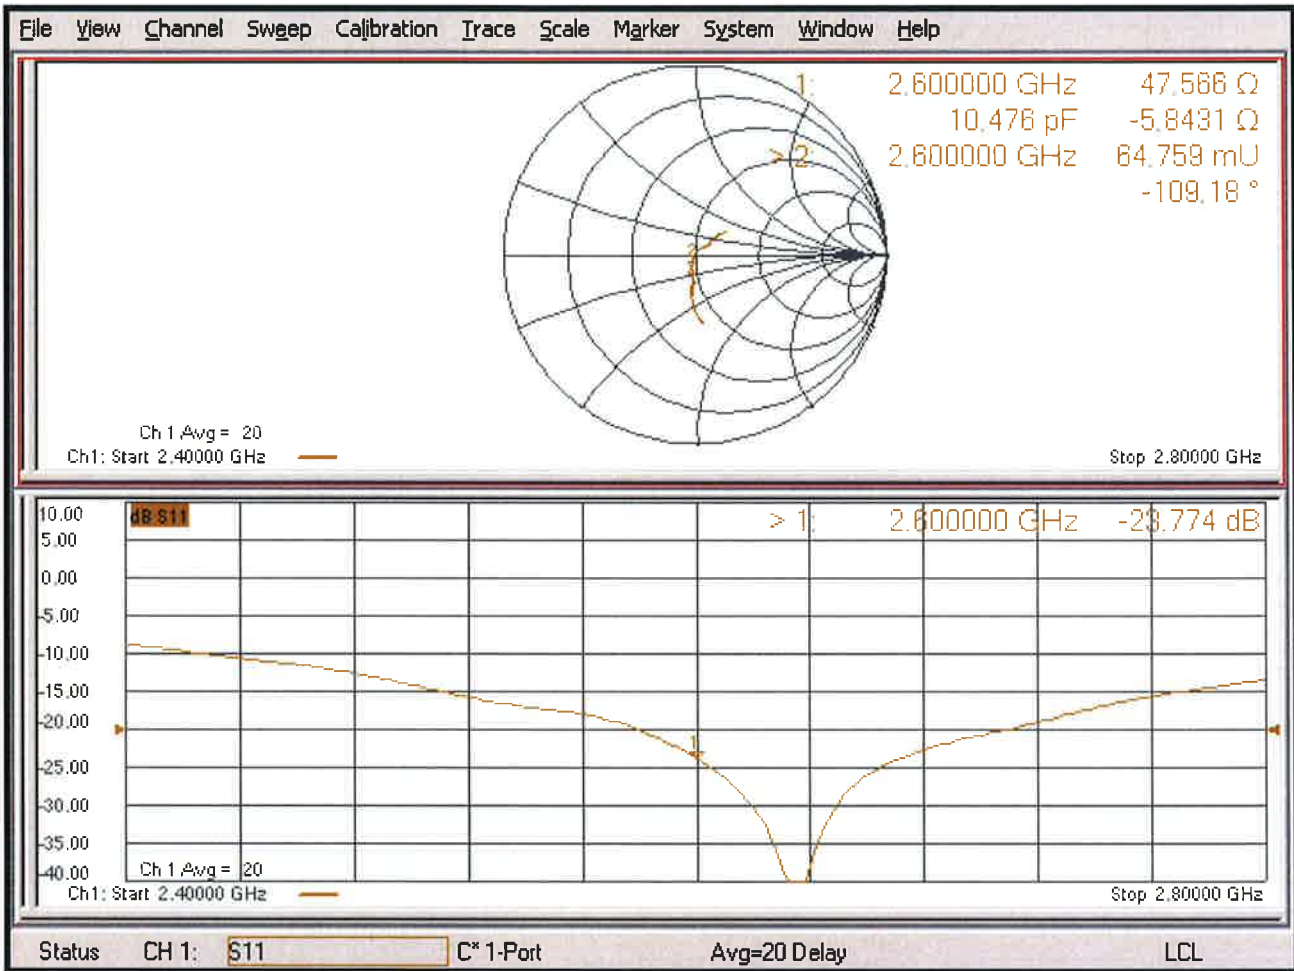 File View Channel Sweep Calibration Trace Scale Marker System Window Help
1: 2.600000 GHz 47.566 Ω
10.476 pF -5.8431 Ω
> 2: 2.600000 GHz 64.759 mU
-109.18 °
2
Ch 1 Avg = 20
Ch1: Start 2.40000 GHz
Stop 2.80000 GHz
10.00
dB S11
> 1: 2.600000 GHz -23.774 dB
5.00
0.00
-5.00
-10.00
-15.00
-20.00
1
-25.00
-30.00
-35.00
-40.00
Ch 1 Avg = 20
Ch1: Start 2.40000 GHz
Stop 2.80000 GHz
Status CH 1: S11 C* 1-Port Avg=20 Delay LCL